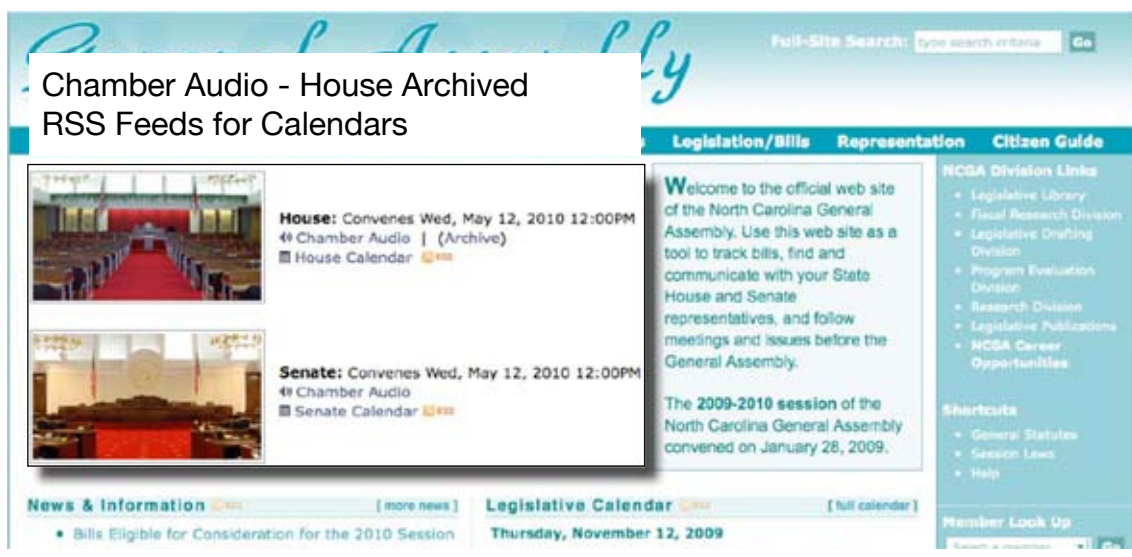 General Assembly
Full-Site Search: type search criteria Go
Chamber Audio - House Archived
RSS Feeds for Calendars
Legislation/Bills Representation Citizen Guide
House: Convenes Wed, May 12, 2010 12:00PM
Chamber Audio | (Archive)
House Calendar RSS
Senate: Convenes Wed, May 12, 2010 12:00PM
Chamber Audio
Senate Calendar RSS
Welcome to the official web site
of the North Carolina General
Assembly. Use this web site as a
tool to track bills, find and
communicate with your State
House and Senate
representatives, and follow
meetings and issues before the
General Assembly.
The 2009-2010 session of the
North Carolina General Assembly
convened on January 28, 2009.
NCGA Division Links
• Legislative Library
• Fiscal Research Division
• Legislative Drafting
Division
• Program Evaluation
Division
• Research Division
• Legislative Publications
• NCGA Career
Opportunities
Shortcuts
• General Statutes
• Session Laws
• Help
News & Information RSS [ more news ]
• Bills Eligible for Consideration for the 2010 Session
Legislative Calendar RSS [ full calendar ]
Thursday, November 12, 2009
Member Look Up
Select a member Go